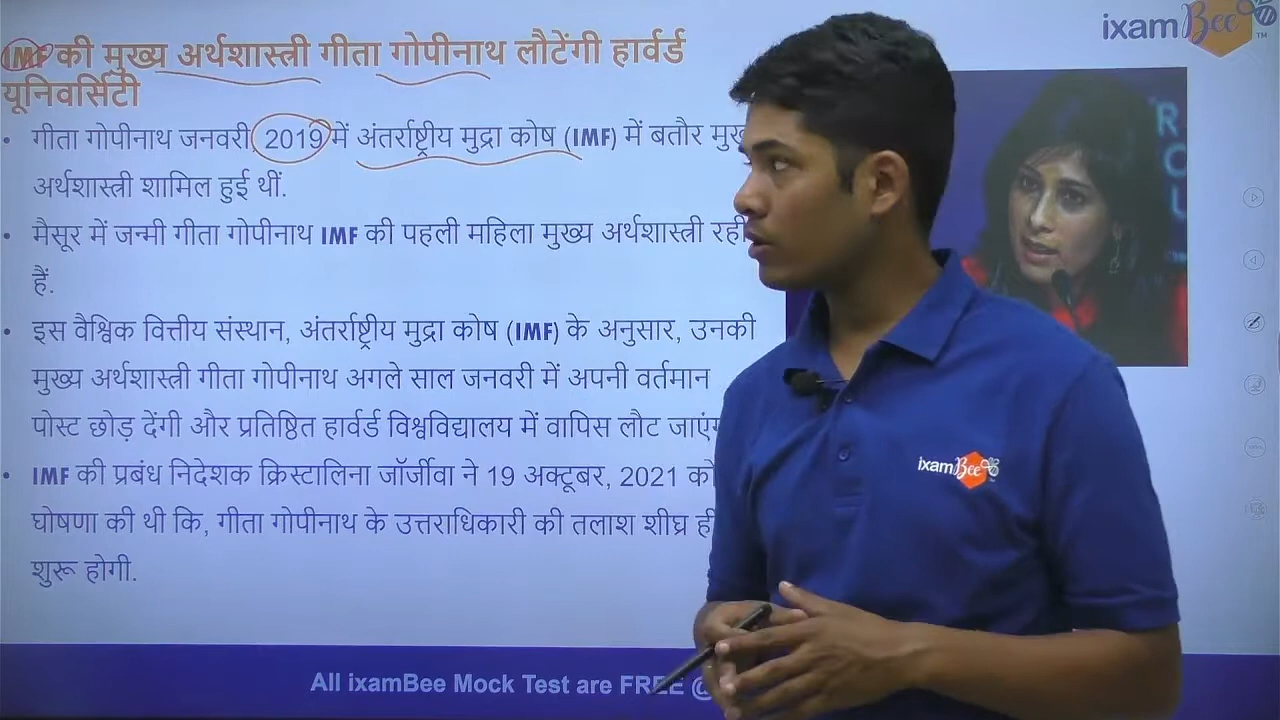 ixamBee TM
IMF की मुख्य अर्थशास्त्री गीता गोपीनाथ लौटेंगी हार्वर्ड
यूनिवर्सिटी
• गीता गोपीनाथ जनवरी 2019 में अंतर्राष्ट्रीय मुद्रा कोष (IMF) में बतौर
अर्थशास्त्री शामिल हुई थीं.
• मैसूर में जन्मी गीता गोपीनाथ IMF की पहली महिला मुख्य अर्थशास्त्री रही
हैं.
• इस वैश्विक वित्तीय संस्थान, अंतर्राष्ट्रीय मुद्रा कोष (IMF) के अनुसार, उनकी
मुख्य अर्थशास्त्री गीता गोपीनाथ अगले साल जनवरी में अपनी वर्तमान
पोस्ट छोड़ देंगी और प्रतिष्ठित हार्वर्ड विश्वविद्यालय में वापिस लौट
• IMF की प्रबंध निदेशक क्रिस्टालिना जॉर्जीवा ने 19 अक्टूबर, 2021 को
घोषणा की थी कि, गीता गोपीनाथ के उत्तराधिकारी की तलाश शीघ्र ही
शुरू होगी.
ixamBee
All ixamBee Mock Test are FREE @